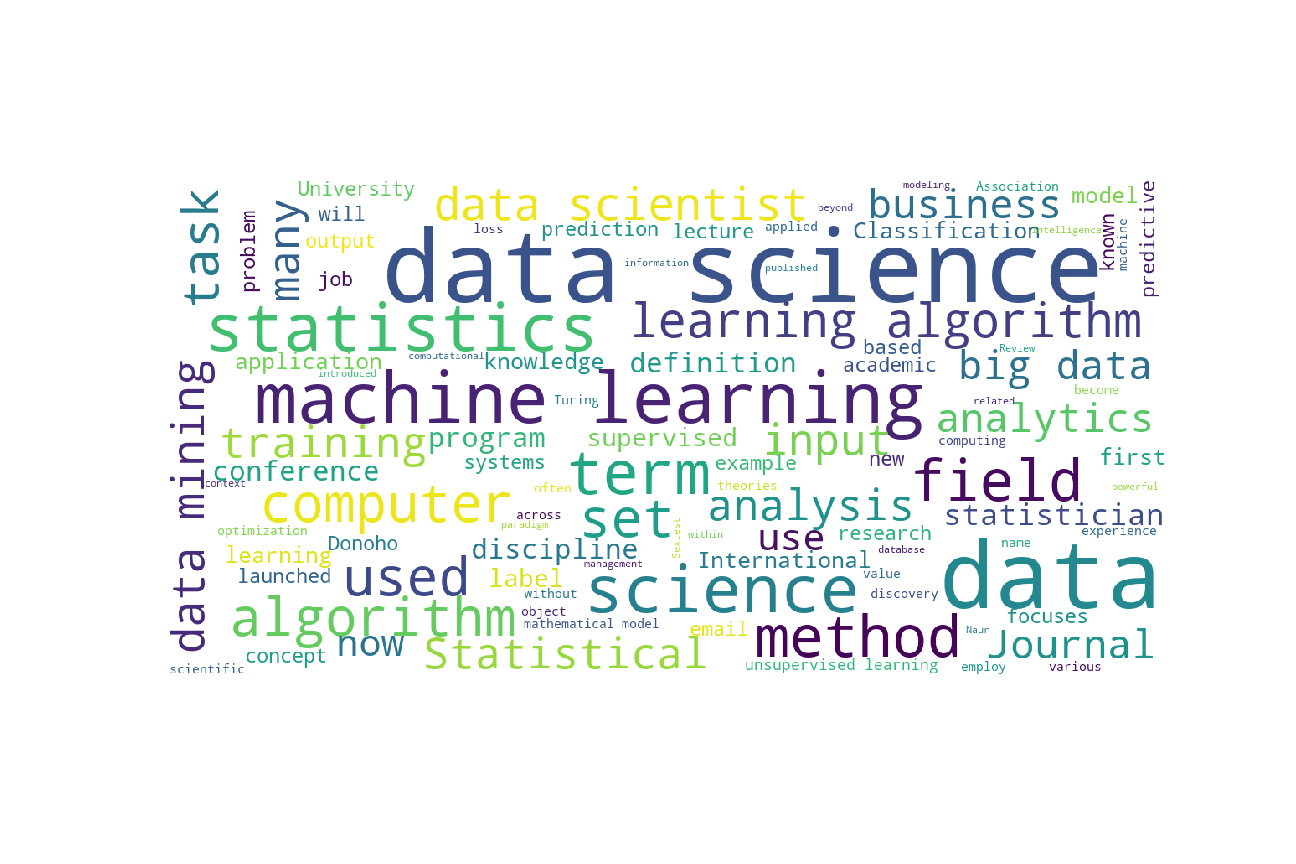 task
University
many
problem
will
output
job
data scientist
loss
prediction
lecture
applied
beyond
modeling
business
Association
model
Classification
intelligence
known
machine
predictive
data science
information
published
statistics
learning algorithm
application
computational
knowledge
definition
based
academic
Review
big data
introduced
machine learning
Turing
become
related
analytics
data mining
training
program
supervised
input
computing
conference
systems
term
example
new
field
first
context
computer
often
theories
powerful
set
analysis
statistician
optimization
across
paradigm
Sexiest
within
use
research
experience
learning
Donoho
discipline
International
database
name
launched
used
label
management
science
value
discovery
data
without
algorithm
object
mathematical model
email
method
focuses
now
Statistical
Naur
Journal
concept
scientific
unsupervised learning
employ
various